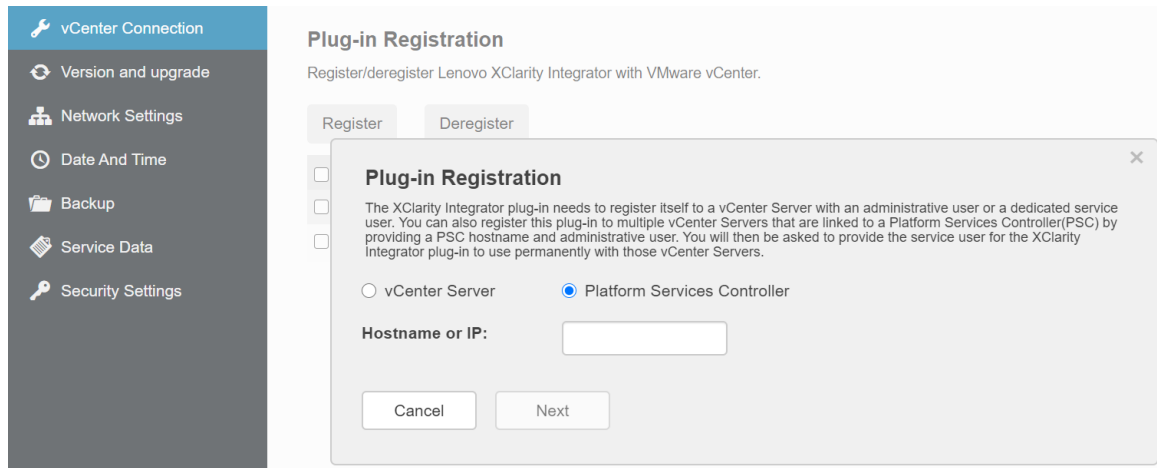 vCenter Connection
Version and upgrade
Network Settings
Date And Time
Backup
Service Data
Security Settings
Plug-in Registration
Register/deregister Lenovo XClarity Integrator with VMware vCenter.
Register Deregister
×
Plug-in Registration
The XClarity Integrator plug-in needs to register itself to a vCenter Server with an administrative user or a dedicated service
user. You can also register this plug-in to multiple vCenter Servers that are linked to a Platform Services Controller(PSC) by
providing a PSC hostname and administrative user. You will then be asked to provide the service user for the XClarity
Integrator plug-in to use permanently with those vCenter Servers.
vCenter Server Platform Services Controller
Hostname or IP:
Cancel Next